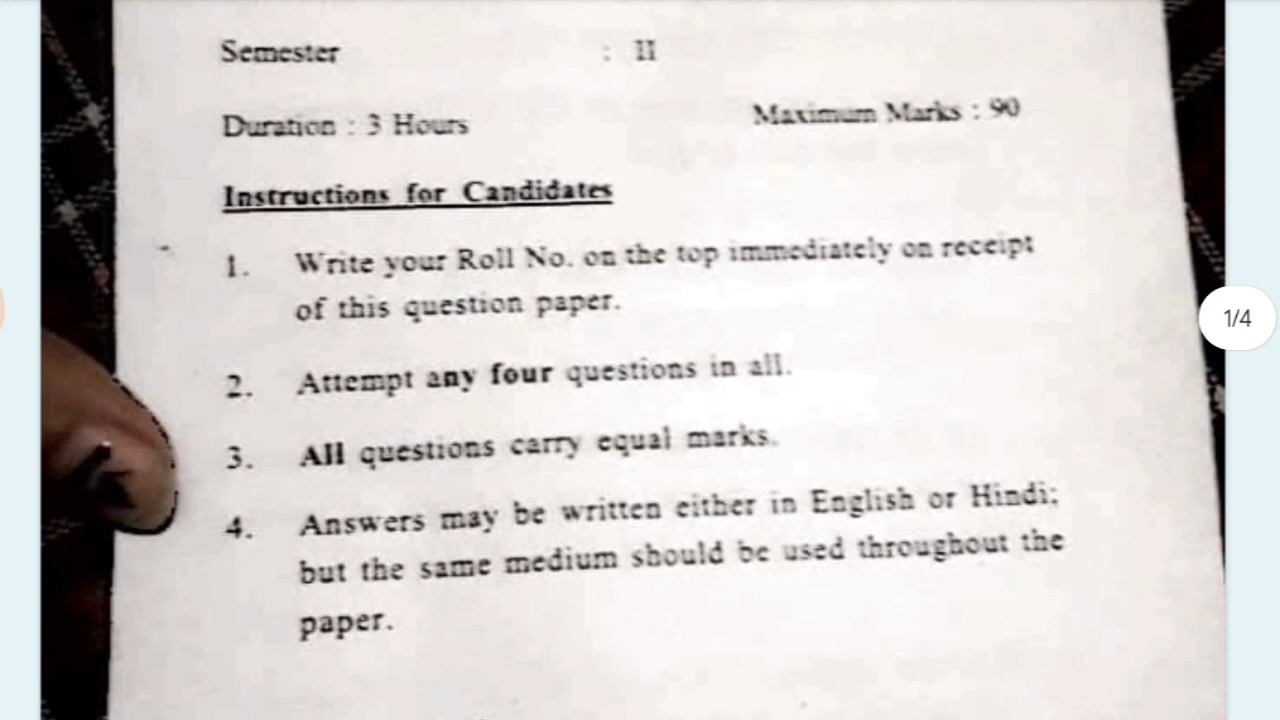 Semester : II
Duration : 3 Hours Maximum Marks : 90
Instructions for Candidates
1. Write your Roll No. on the top immediately on receipt
of this question paper.
2. Attempt any four questions in all.
3. All questions carry equal marks.
4. Answers may be written either in English or Hindi;
but the same medium should be used throughout the
paper.
1/4